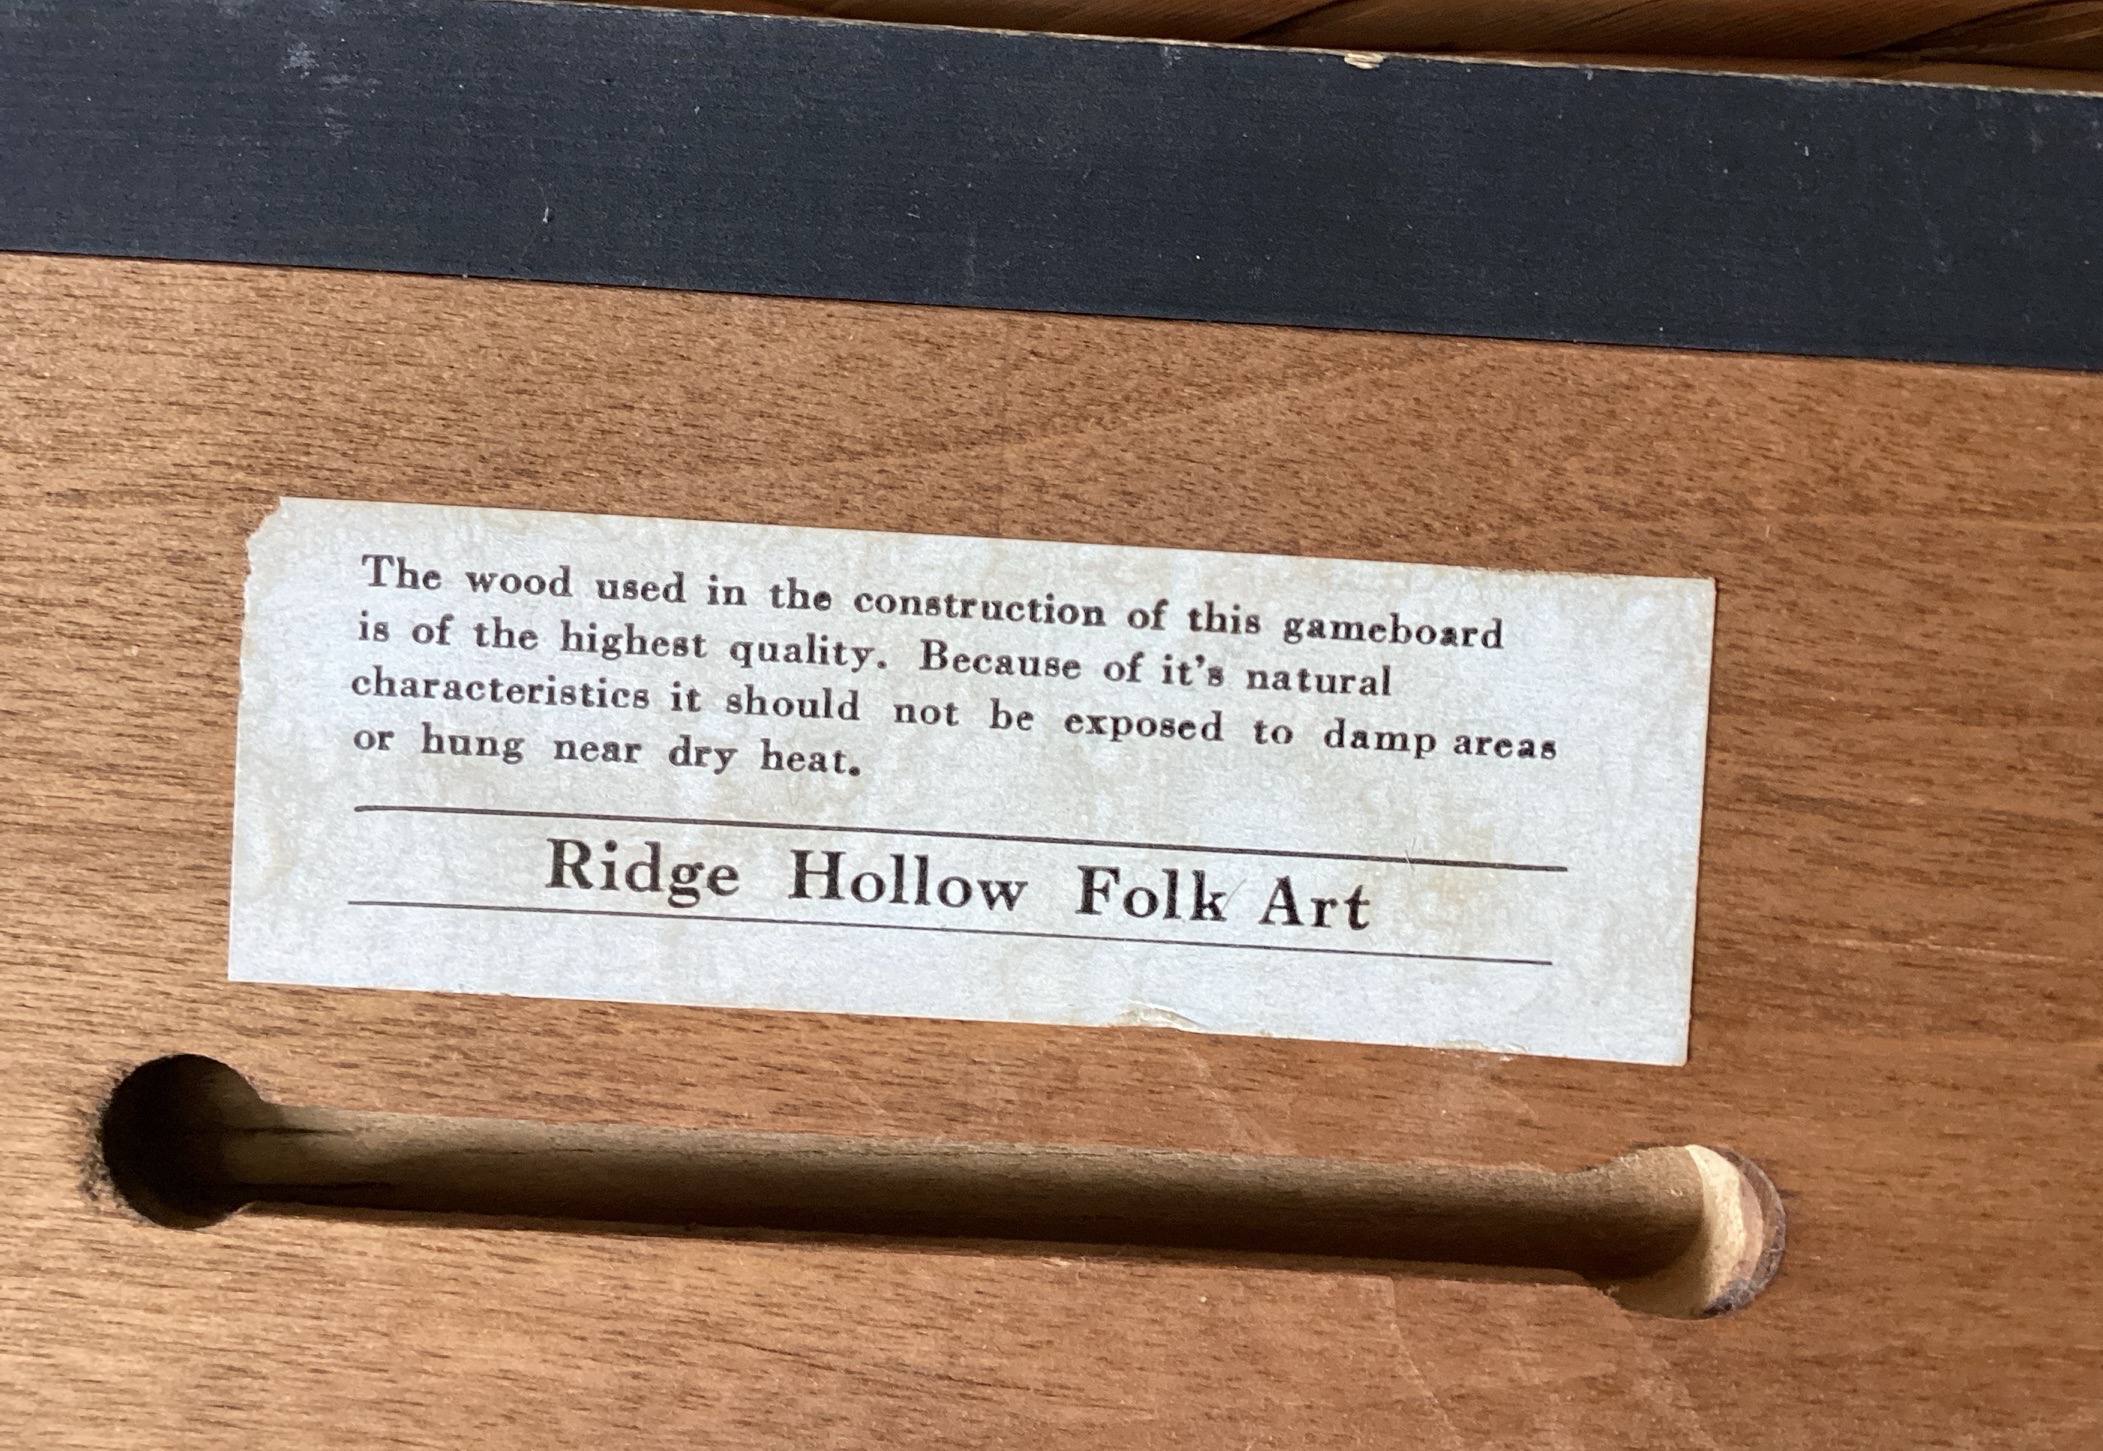 The wood used in the construction of this gameboard
is of the highest quality. Because of it's natural
characteristics it should not be exposed to damp areas
or hung near dry heat.
Ridge Hollow Folk Art